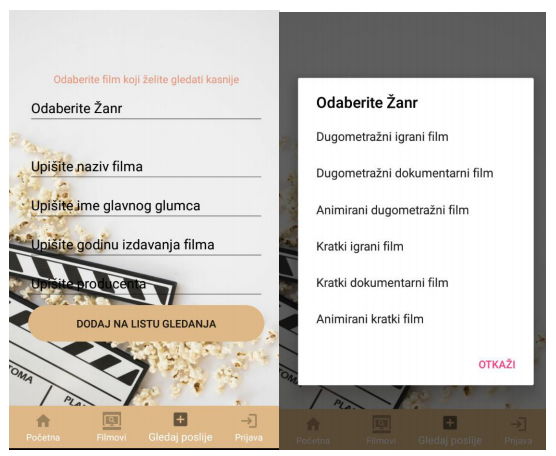 Odaberite film koji želite gledati kasnije
Odaberite Žanr
Upišite naziv filma
Upišite ime glavnog glumca
Upišite godinu izdavanja filma
Upišite producenta
DODAJ NA LISTU GLEDANJA
Početna Filmovi Gledaj poslije Prijava
Odaberite Žanr
Dugometražni igrani film
Dugometražni dokumentarni film
Animirani dugometražni film
Kratki igrani film
Kratki dokumentarni film
Animirani kratki film
OTKAŽI
Početna Filmovi Gledaj poslije Prijava